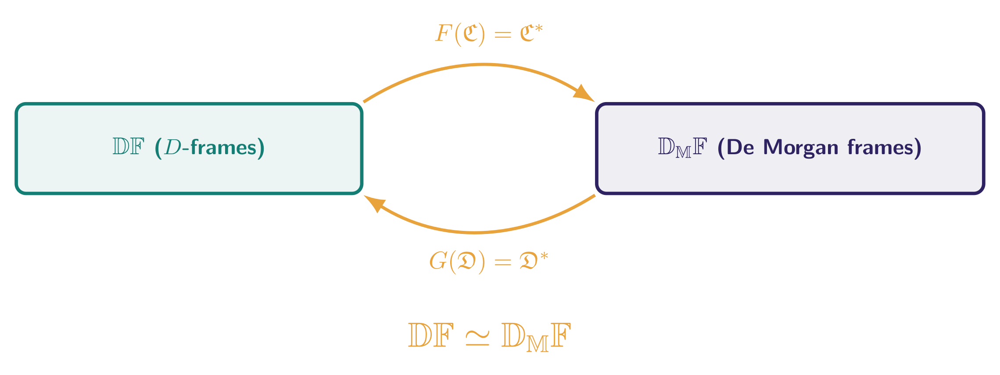 F(ℭ) = ℭ*
𝔻𝔽 (D-frames)
𝔻_𝕄𝔽 (De Morgan frames)
G(𝔇) = 𝔇*
𝔻𝔽 ≃ 𝔻_𝕄𝔽